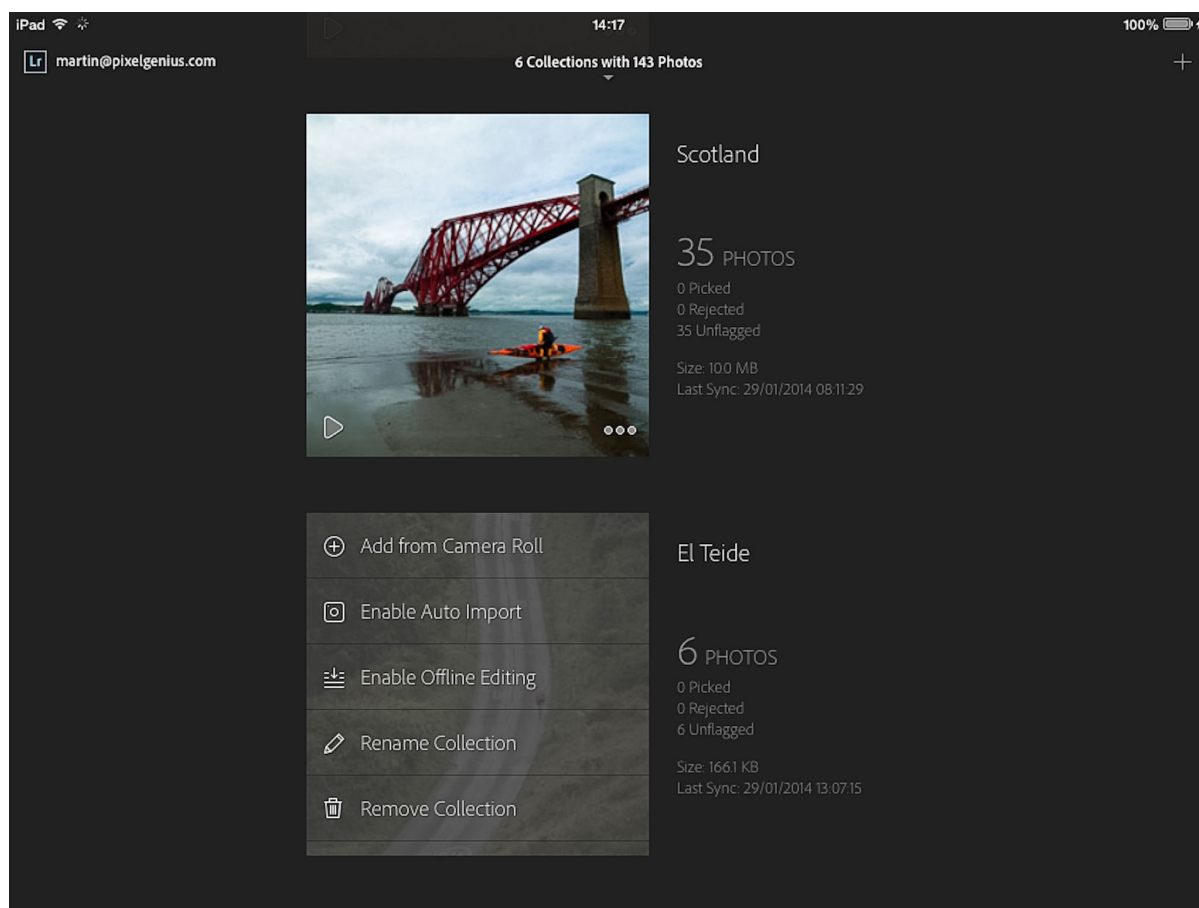 iPad 14:17 100%
Lr martin@pixelgenius.com 6 Collections with 143 Photos
Scotland
35 PHOTOS
0 Picked
0 Rejected
35 Unflagged
Size: 10.0 MB
Last Sync: 29/01/2014 08:11:29
Add from Camera Roll
Enable Auto Import
Enable Offline Editing
Rename Collection
Remove Collection
El Teide
6 PHOTOS
0 Picked
0 Rejected
6 Unflagged
Size: 166.1 KB
Last Sync: 29/01/2014 13:07:15